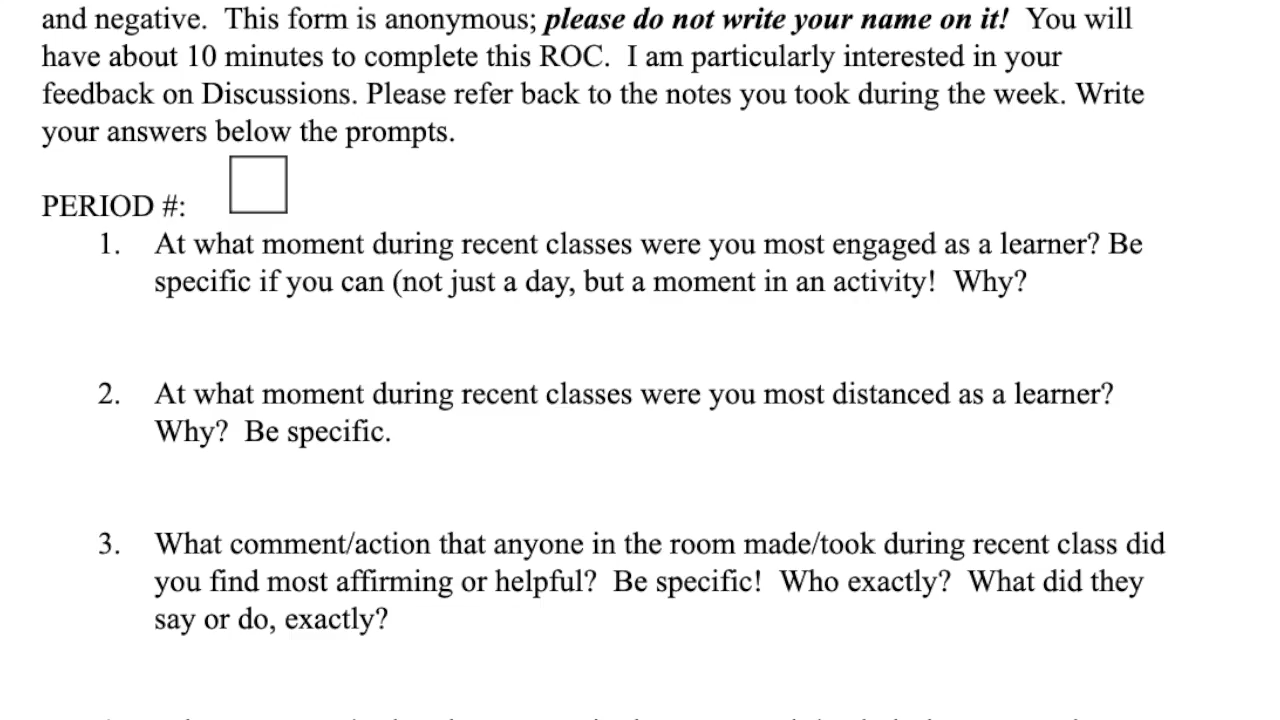 and negative.  This form is anonymous; please do not write your name on it!  You will
have about 10 minutes to complete this ROC.  I am particularly interested in your
feedback on Discussions. Please refer back to the notes you took during the week. Write
your answers below the prompts.
PERIOD #:
1. At what moment during recent classes were you most engaged as a learner? Be
specific if you can (not just a day, but a moment in an activity!  Why?
2. At what moment during recent classes were you most distanced as a learner?
Why?  Be specific.
3. What comment/action that anyone in the room made/took during recent class did
you find most affirming or helpful?  Be specific!  Who exactly?  What did they
say or do, exactly?